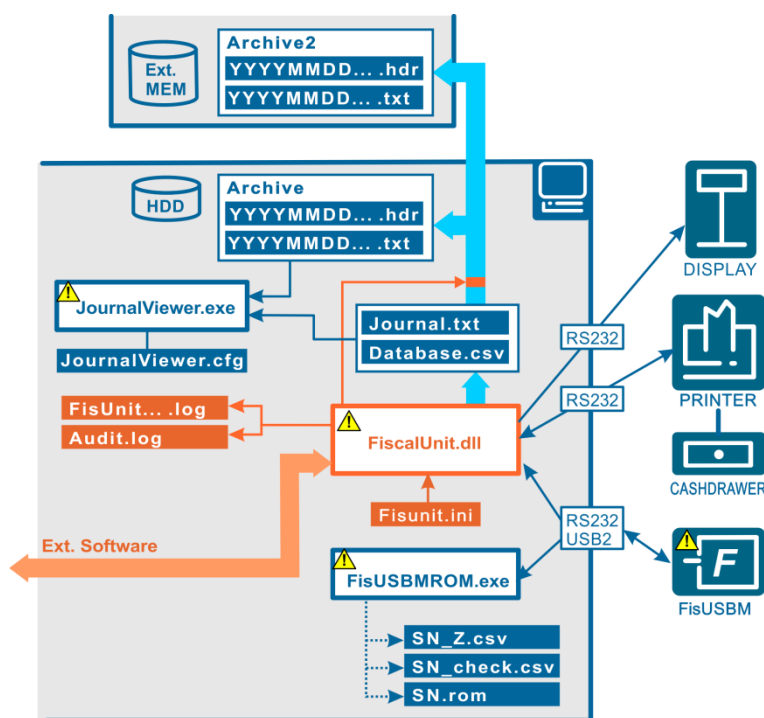 Ext.
MEM
Archive2
YYYYMMDD... .hdr
YYYYMMDD... .txt
HDD
Archive
YYYYMMDD... .hdr
YYYYMMDD... .txt
DISPLAY
JournalViewer.exe
JournalViewer.cfg
Journal.txt
Database.csv
RS232
RS232
PRINTER
FisUnit... .log
Audit.log
FiscalUnit.dll
CASHDRAWER
Fisunit.ini
RS232
USB2
Ext. Software
F
FisUSBM
FisUSBMROM.exe
SN_Z.csv
SN_check.csv
SN.rom